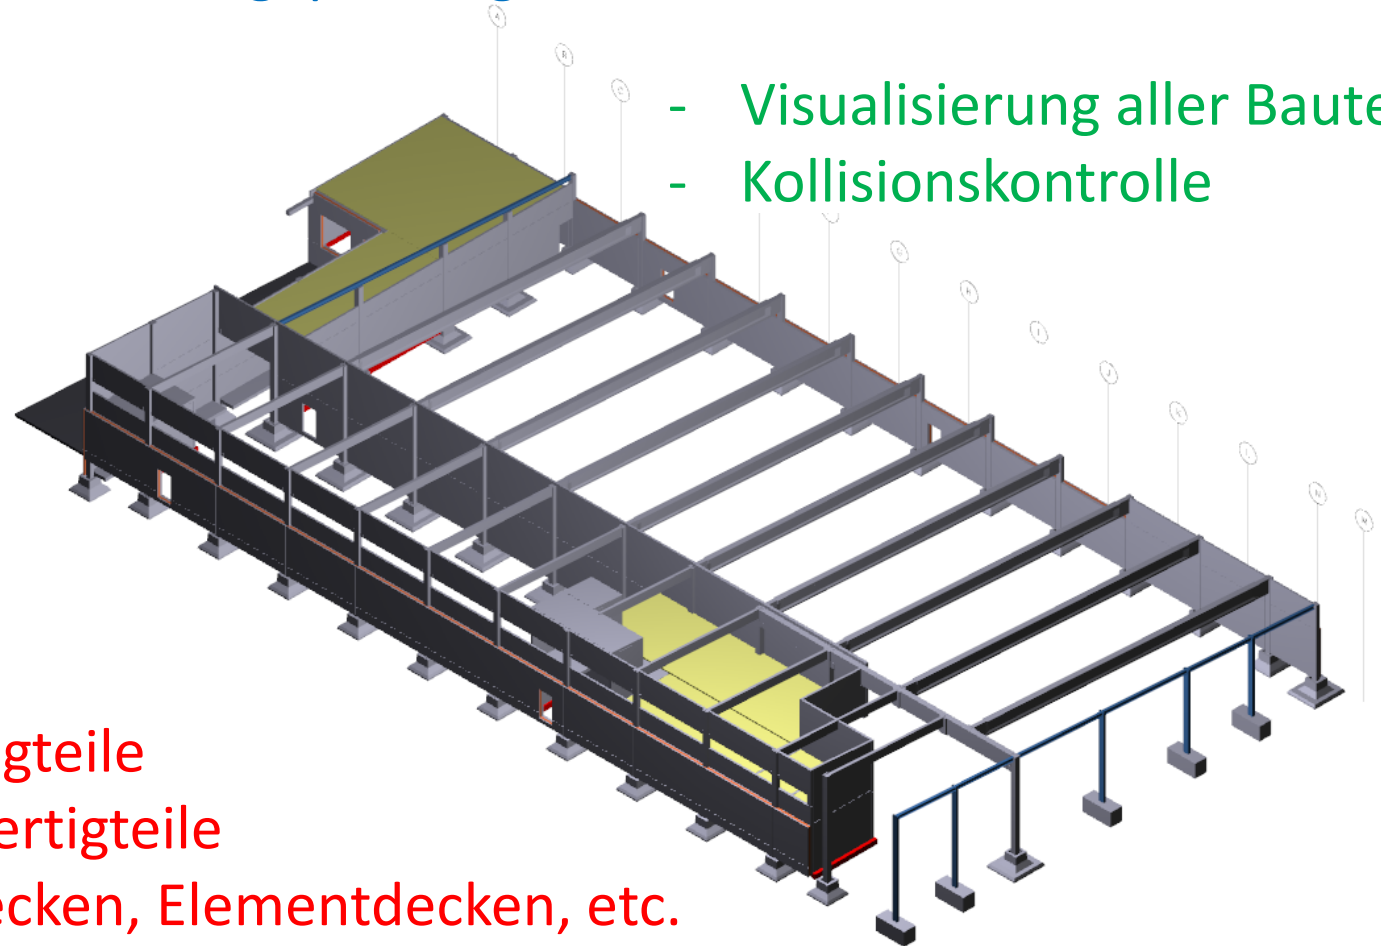 - Visualisierung aller Baute
- Kollisionskontrolle
A
B
C
G
H
I
J
K
L
N
M
gteile
ertigteile
ecken, Elementdecken, etc.